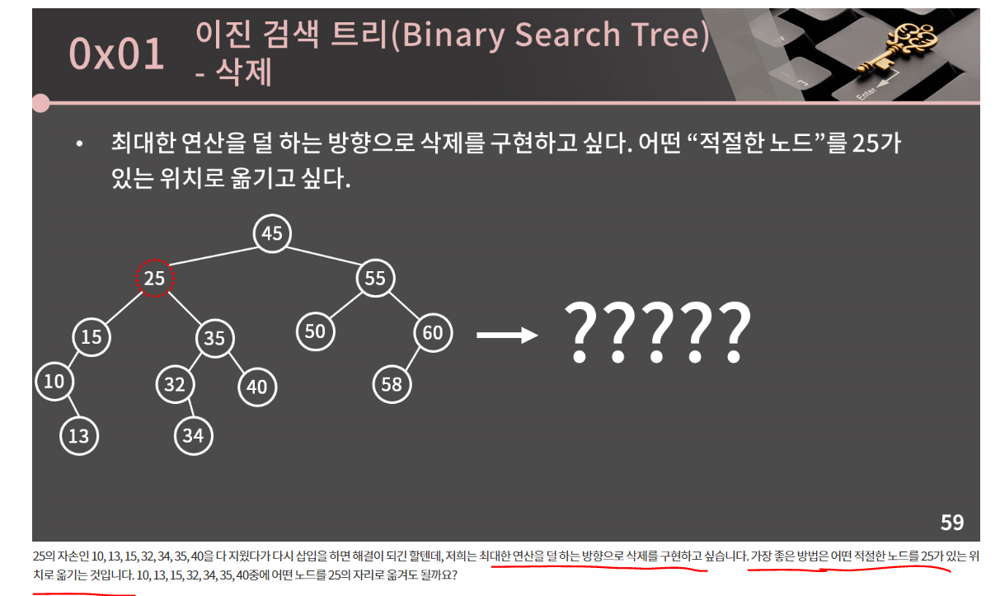 0x01
이진 검색 트리(Binary Search Tree)
- 삭제
Enter
• 최대한 연산을 덜 하는 방향으로 삭제를 구현하고 싶다. 어떤 “적절한 노드”를 25가
있는 위치로 옮기고 싶다.
45
25
55
15
35
50
60
?????
10
32
40
58
13
34
59
25의 자손인 10, 13, 15, 32, 34, 35, 40을 다 지웠다가 다시 삽입을 하면 해결이 되긴 할텐데, 저희는 최대한 연산을 덜 하는 방향으로 삭제를 구현하고 싶습니다. 가장 좋은 방법은 어떤 적절한 노드를 25가 있는 위
치로 옮기는 것입니다. 10, 13, 15, 32, 34, 35, 40중에 어떤 노드를 25의 자리로 옮겨도 될까요?